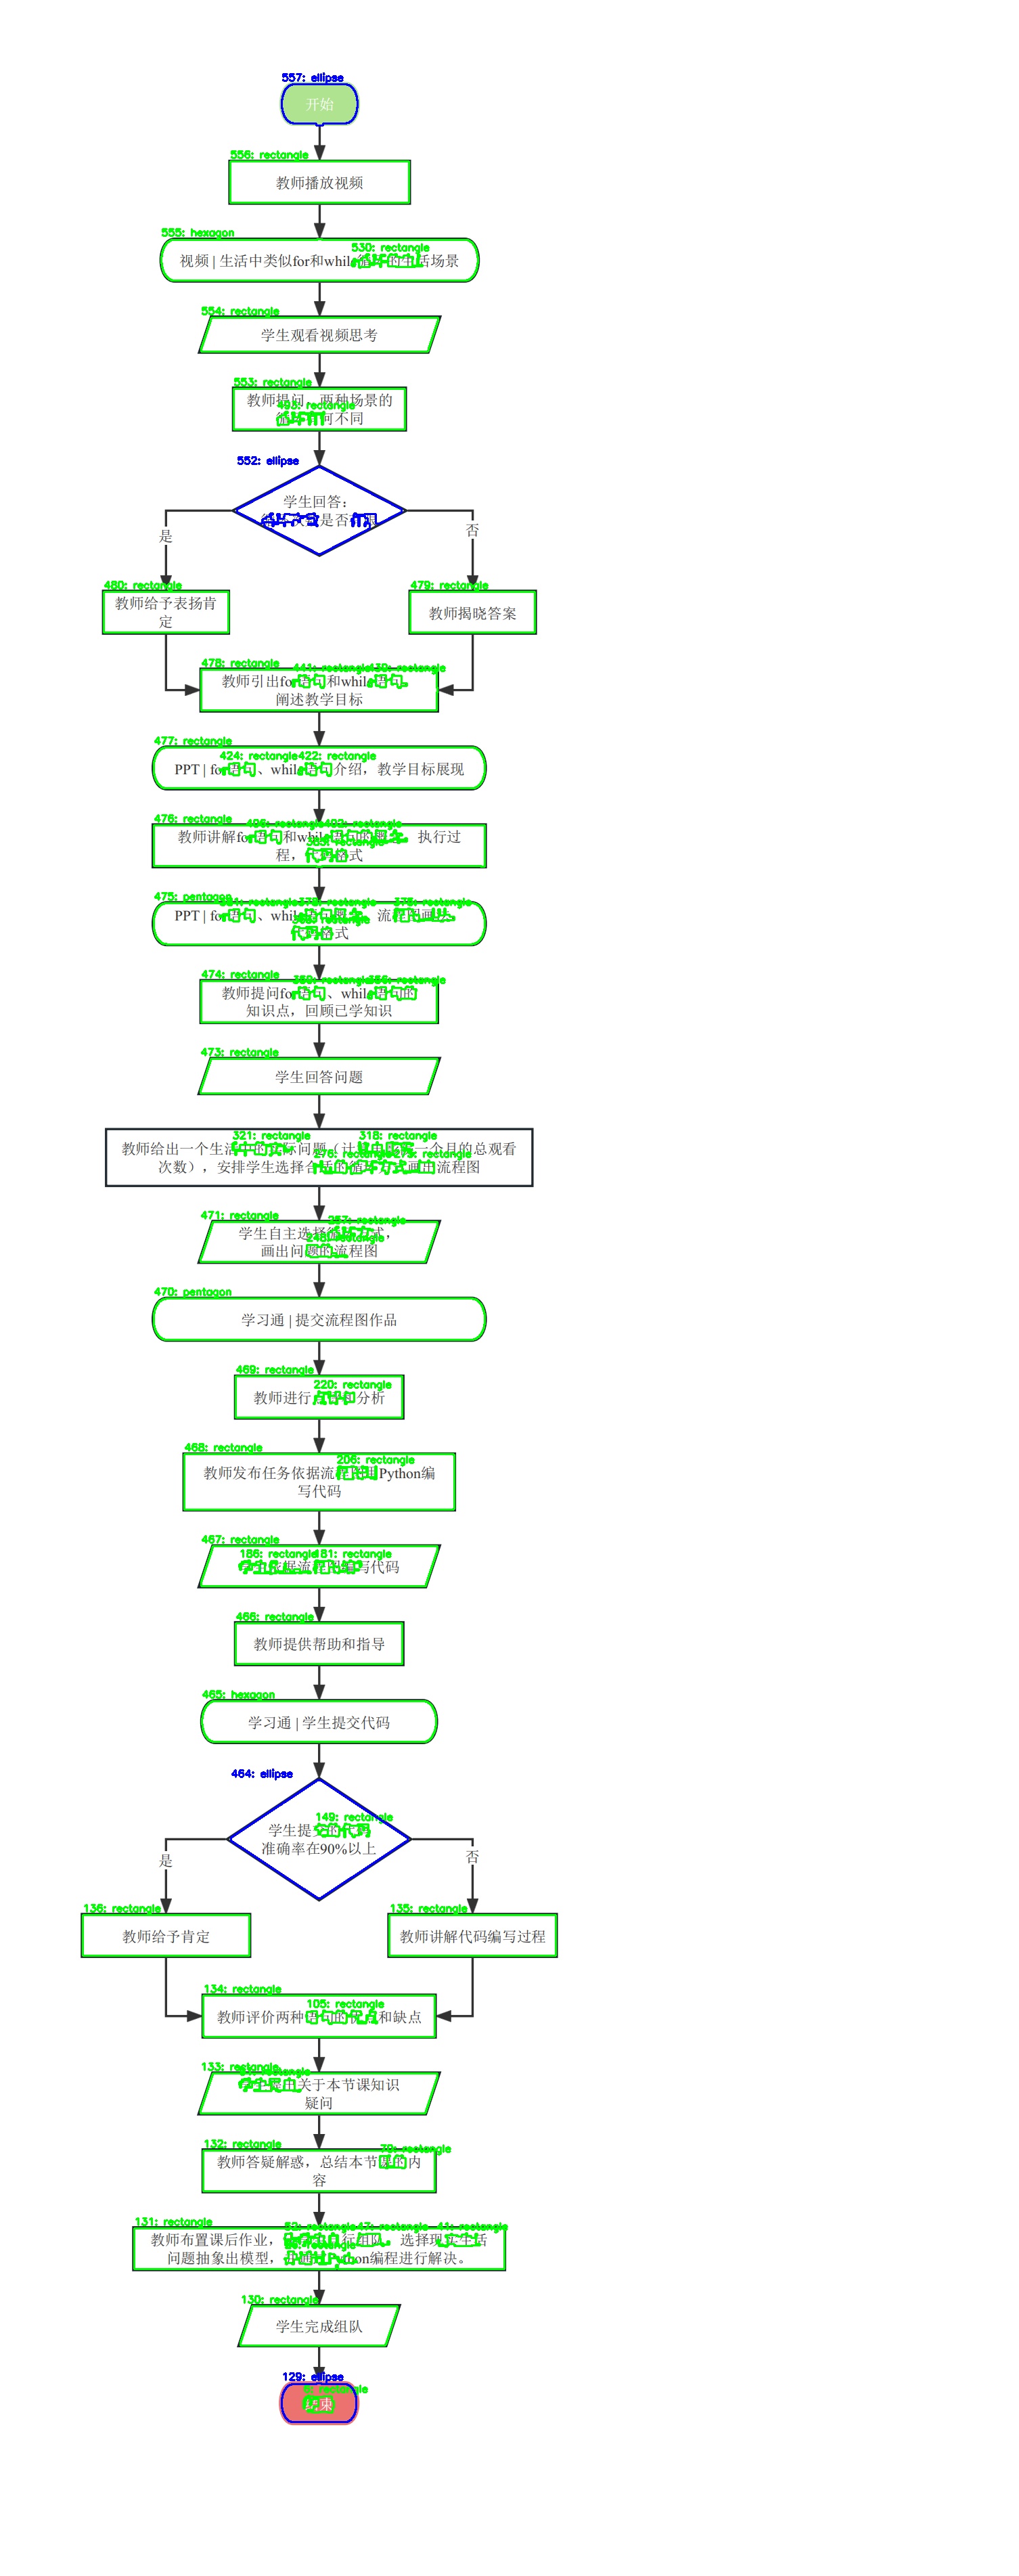 557: ellipse
开始
556: rectangle
教师播放视频
555: hexagon
530: rectangle
视频 | 生活中类似for和while循环的生活场景
554: rectangle
学生观看视频思考
553: rectangle
教师提问，两种场景的
493: rectangle
循环有何不同
552: ellipse
学生回答：
循环次数是否有限
是
否
480: rectangle
479: rectangle
教师给予表扬肯
定
教师揭晓答案
478: rectangle
441: rectangle
教师引出for语句和while语句，
阐述教学目标
477: rectangle
424: rectangle
422: rectangle
PPT | for语句、while语句介绍，教学目标展现
476: rectangle
教师讲解for语句和while语句的概念，执行过
程，代码格式
475: pentagon
PPT | for语句、while语句概念，流程图画法，
代码格式
474: rectangle
教师提问for语句、while语句的
知识点，回顾已学知识
473: rectangle
学生回答问题
321: rectangle
318: rectangle
教师给出一个生活中的实际问题（计算电影院一个月的总观看
次数），安排学生选择合适的循环方式画出流程图
471: rectangle
257: rectangle
学生自主选择循环方式，
画出问题的流程图
470: pentagon
学习通 | 提交流程图作品
469: rectangle
220: rectangle
教师进行点评和分析
468: rectangle
206: rectangle
教师发布任务依据流程图用Python编
写代码
467: rectangle
186: rectangle
181: rectangle
学生依据流程图编写代码
466: rectangle
教师提供帮助和指导
465: hexagon
学习通 | 学生提交代码
464: ellipse
149: rectangle
学生提交的代码
准确率在90%以上
是
否
136: rectangle
135: rectangle
教师给予肯定
教师讲解代码编写过程
134: rectangle
105: rectangle
教师评价两种语句的优点和缺点
133: rectangle
学生提出关于本节课知识
疑问
132: rectangle
79: rectangle
教师答疑解惑，总结本节课的内
容
131: rectangle
52: rectangle
47: rectangle
41: rectangle
教师布置课后作业，行组队，选择现实生活
问题抽象出模型，并通过Python编程进行解决。
130: rectangle
学生完成组队
129: ellipse
结束